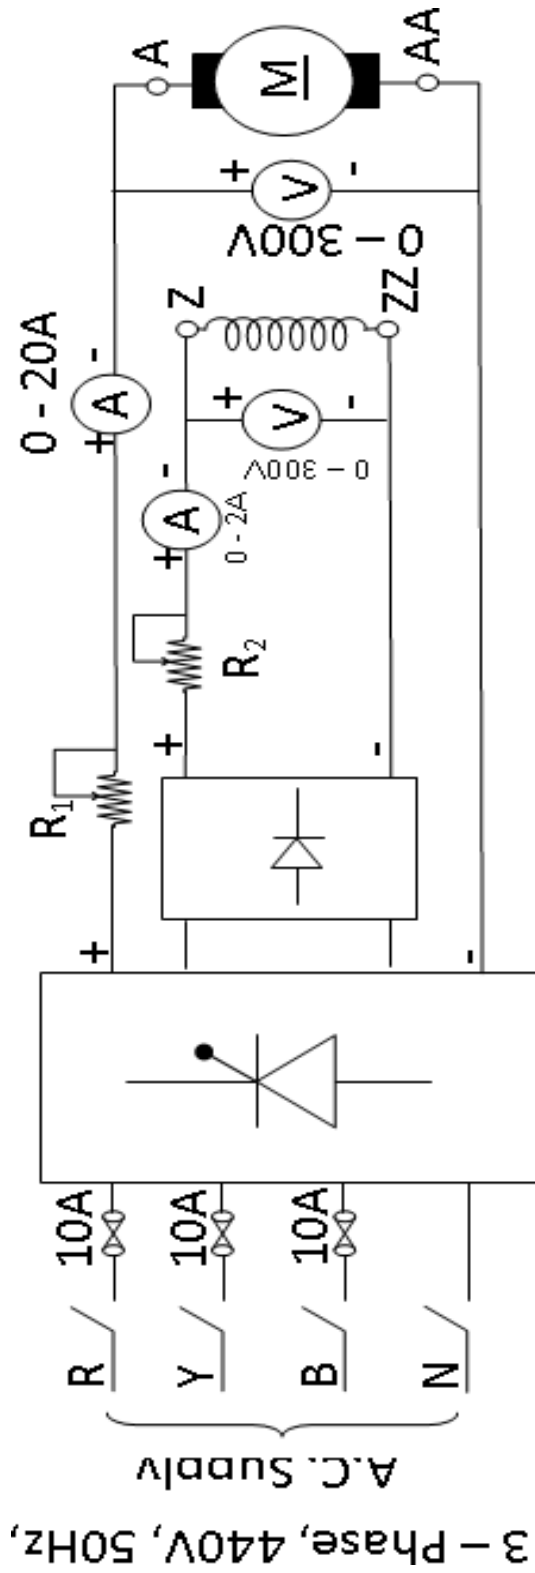 3 – Phase, 440V, 50Hz,
A.C. Supply
R
Y
B
N
10A
10A
10A
+
-
R1
+
-
R2
0 - 20A
+
A
-
+
A
-
0 - 2A
+
V
-
0 – 300V
Z
ZZ
+
V
-
0 – 300V
A
M
AA